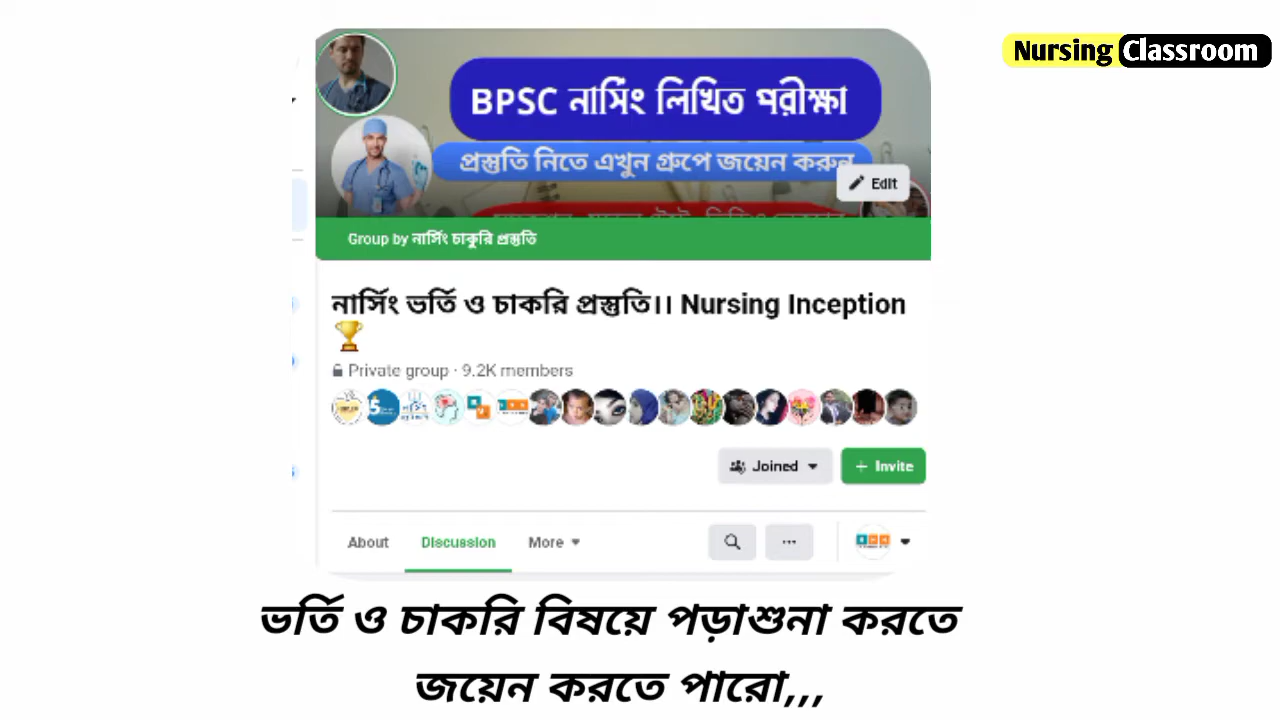 Nursing Classroom
BPSC নার্সিং লিখিত পরীক্ষা
প্রস্তুতি নিতে এখুন গ্রুপে জয়েন করুন
Edit
Group by নার্সিং চাকুরি প্রস্তুতি
নার্সিং ভর্তি ও চাকরি প্রস্তুতি।। Nursing Inception
Private group · 9.2K members
Joined
+ Invite
About Discussion More
ভর্তি ও চাকরি বিষয়ে পড়াশুনা করতে
জয়েন করতে পারো,,,